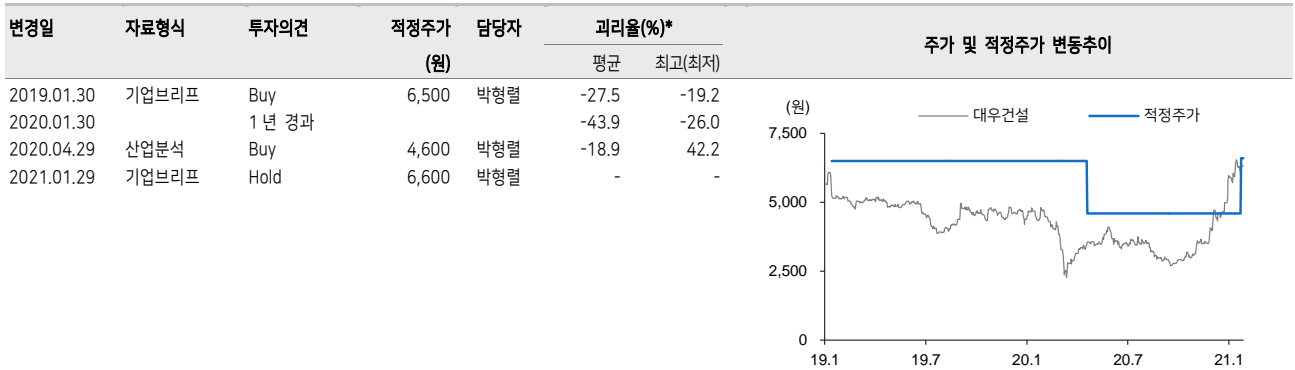 변경일 자료형식 투자의견 적정주가 담당자 괴리율(%)*
(원) 평균 최고(최저)
2019.01.30 기업브리프 Buy 6,500 박형렬 -27.5 -19.2
2020.01.30 1년 경과 -43.9 -26.0
2020.04.29 산업분석 Buy 4,600 박형렬 -18.9 42.2
2021.01.29 기업브리프 Hold 6,600 박형렬 - -
주가 및 적정주가 변동추이
(원) 대우건설 적정주가
7,500
5,000
2,500
0
19.1 19.7 20.1 20.7 21.1